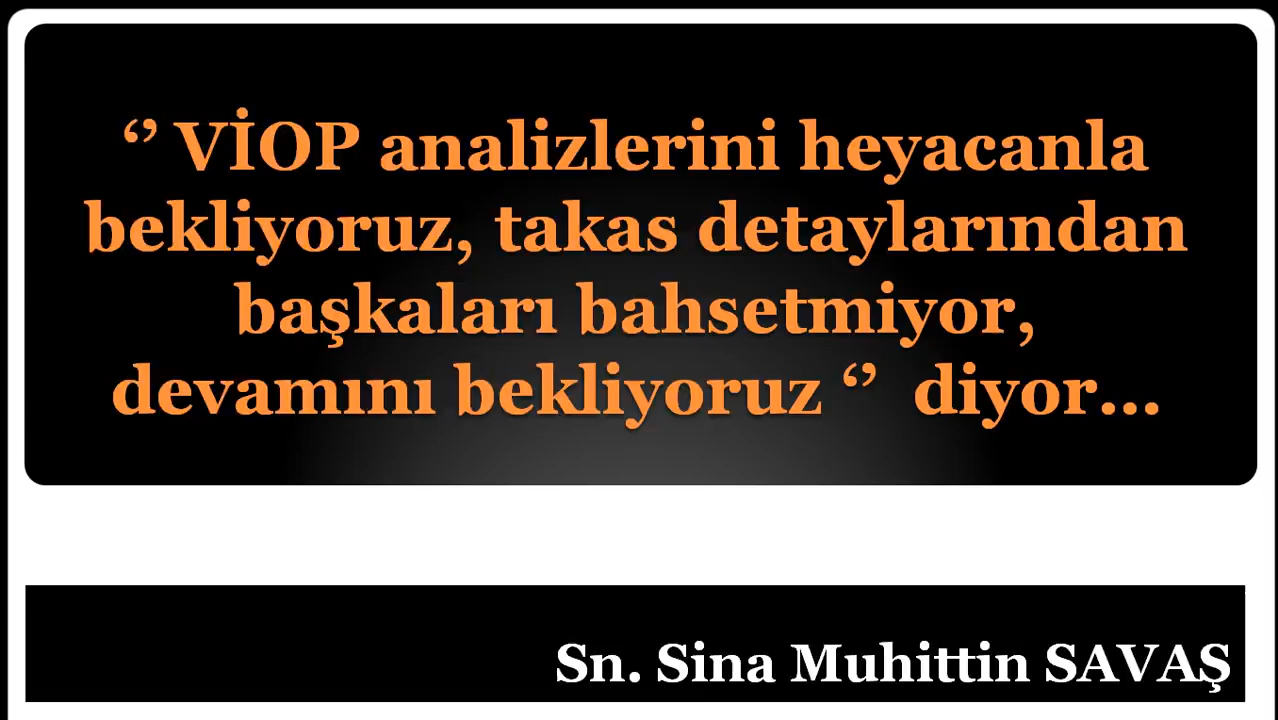 ‘’ VİOP analizlerini heyacanla
bekliyoruz, takas detaylarından
başkaları bahsetmiyor,
devamını bekliyoruz ‘’ diyor...
Sn. Sina Muhittin SAVAŞ